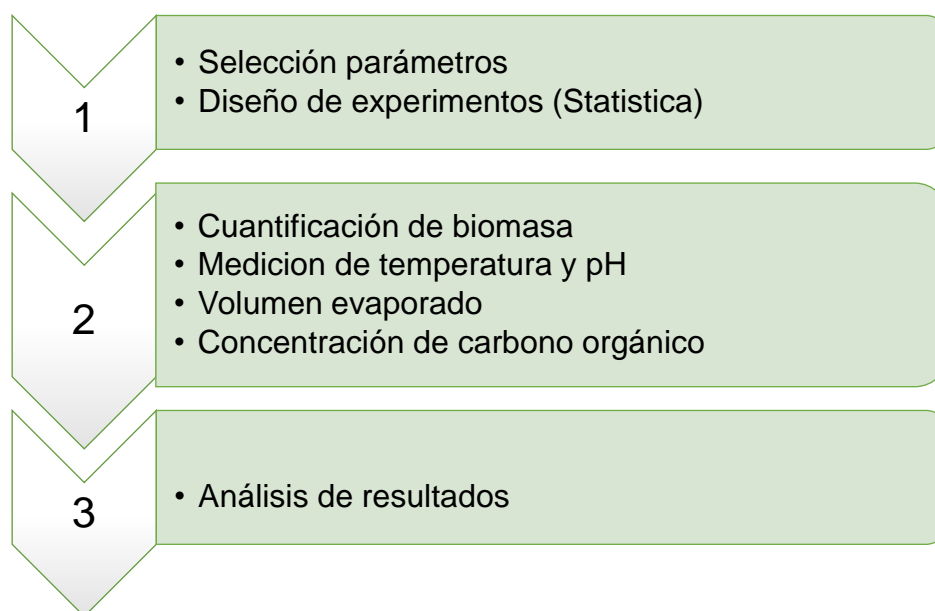 1
• Selección parámetros
• Diseño de experimentos (Statistica)
2
• Cuantificación de biomasa
• Medicion de temperatura y pH
• Volumen evaporado
• Concentración de carbono orgánico
3
• Análisis de resultados